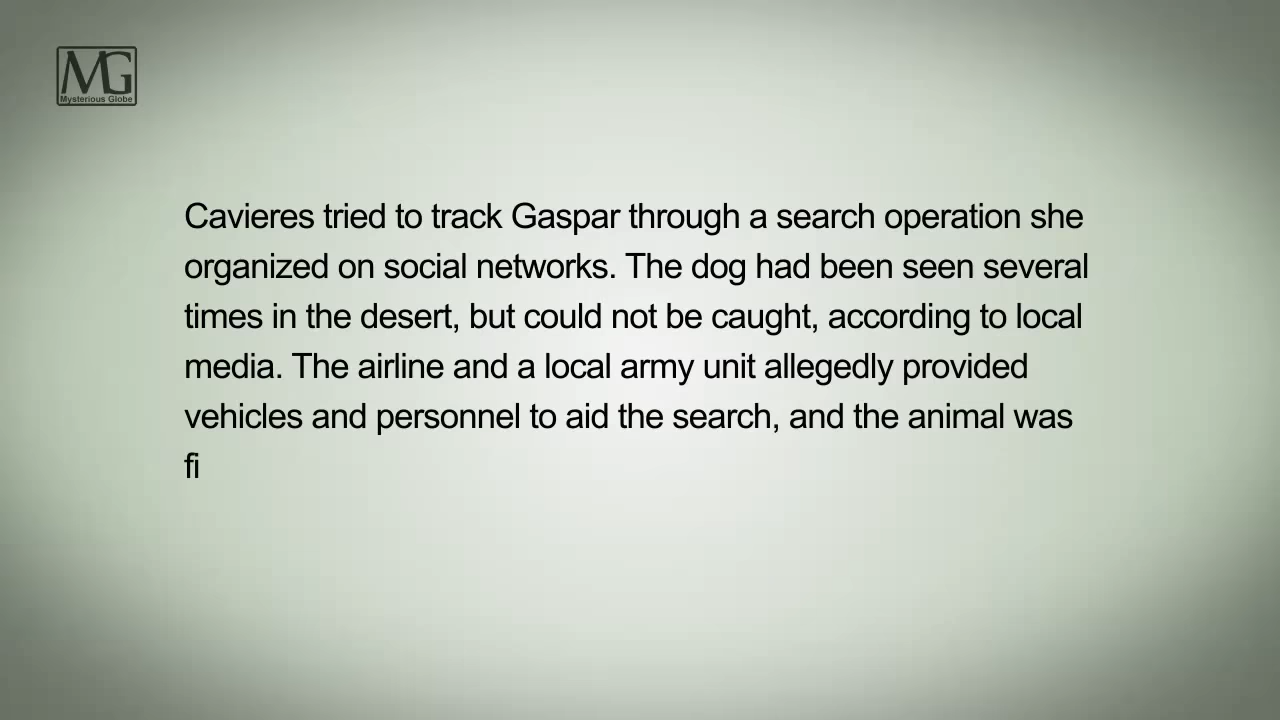 MG
Mysterious Globe
Cavieres tried to track Gaspar through a search operation she
organized on social networks. The dog had been seen several
times in the desert, but could not be caught, according to local
media. The airline and a local army unit allegedly provided
vehicles and personnel to aid the search, and the animal was
fi